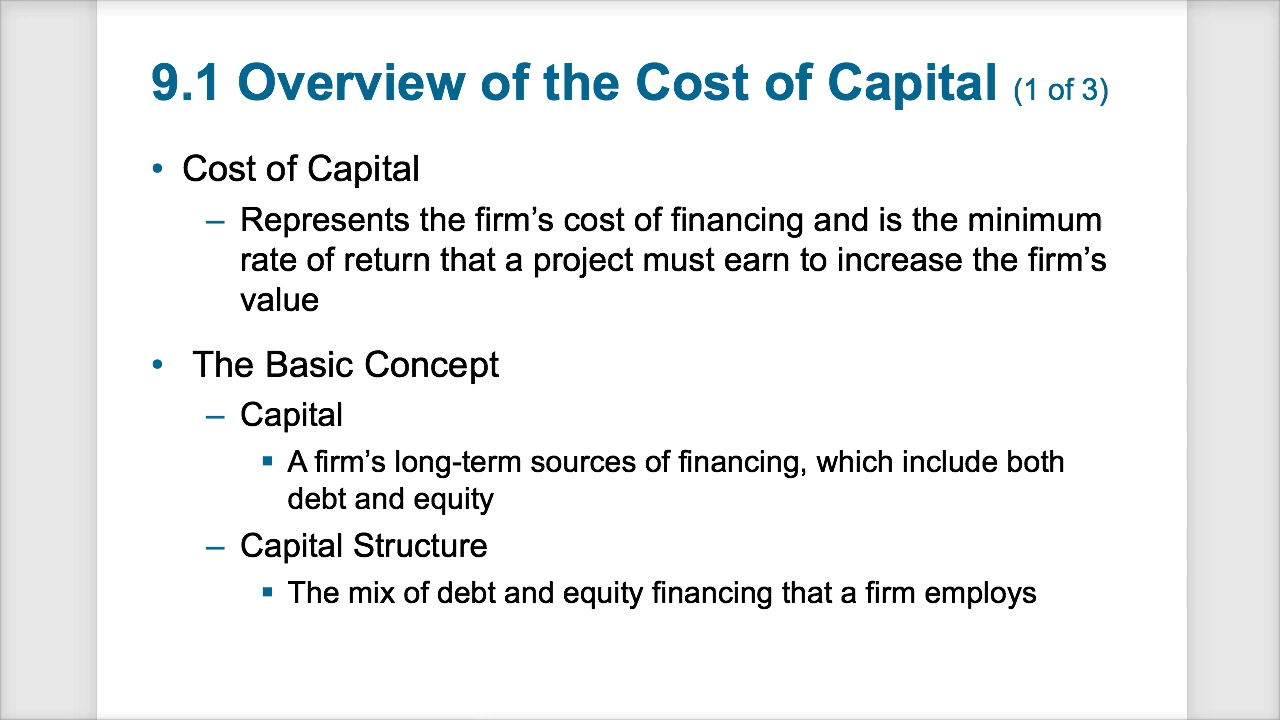 9.1 Overview of the Cost of Capital (1 of 3)
• Cost of Capital
– Represents the firm’s cost of financing and is the minimum
rate of return that a project must earn to increase the firm’s
value
• The Basic Concept
– Capital
▪ A firm’s long-term sources of financing, which include both
debt and equity
– Capital Structure
▪ The mix of debt and equity financing that a firm employs